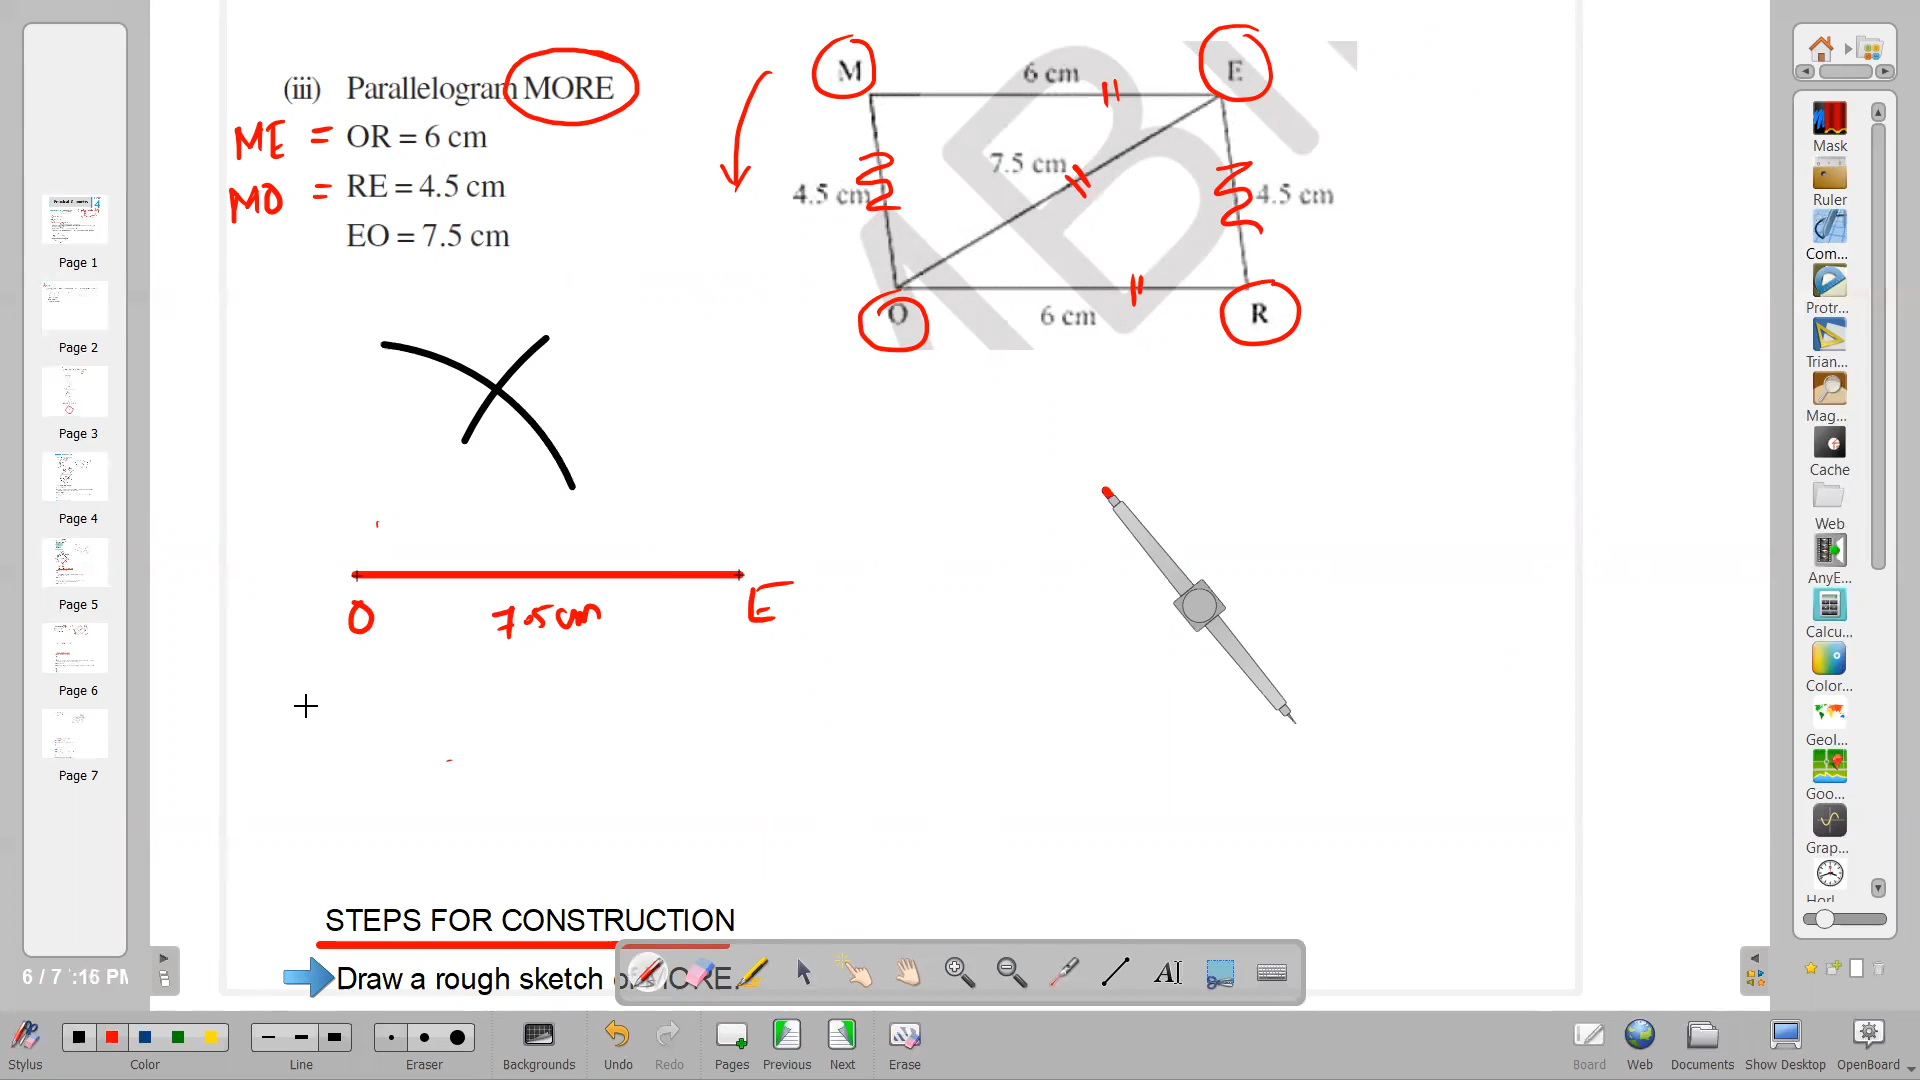 (iii) Parallelogram MORE
ME = OR = 6 cm
MO = RE = 4.5 cm
EO = 7.5 cm
M
6 cm
E
7.5 cm
4.5 cm
4.5 cm
O
6 cm
R
O
7.5cm
E
STEPS FOR CONSTRUCTION
Draw a rough sketch of MORE.
Page 1
Page 2
Page 3
Page 4
Page 5
Page 6
Page 7
6 / 7
Mask
Ruler
Com...
Protr...
Trian...
Mag...
Cache
Web
AnyE...
Calcu...
Color...
Geol...
Goo...
Grap...
Stylus
Color
Line
Eraser
Backgrounds
Undo
Redo
Pages
Previous
Next
Erase
Board
Web
Documents
Show Desktop
OpenBoard